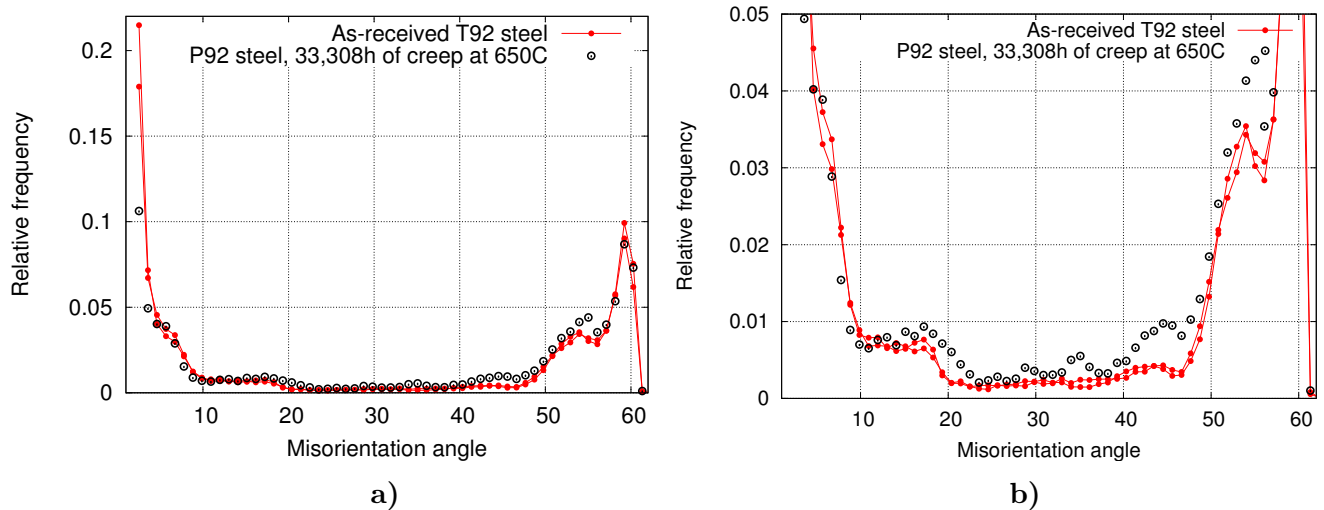 0.2
0.15
0.1
0.05
0
10
20
30
40
50
60
Relative frequency
Misorientation angle
As-received T92 steel
P92 steel, 33,308h of creep at 650C
a)
0.05
0.04
0.03
0.02
0.01
0
10
20
30
40
50
60
Relative frequency
Misorientation angle
As-received T92 steel
P92 steel, 33,308h of creep at 650C
b)